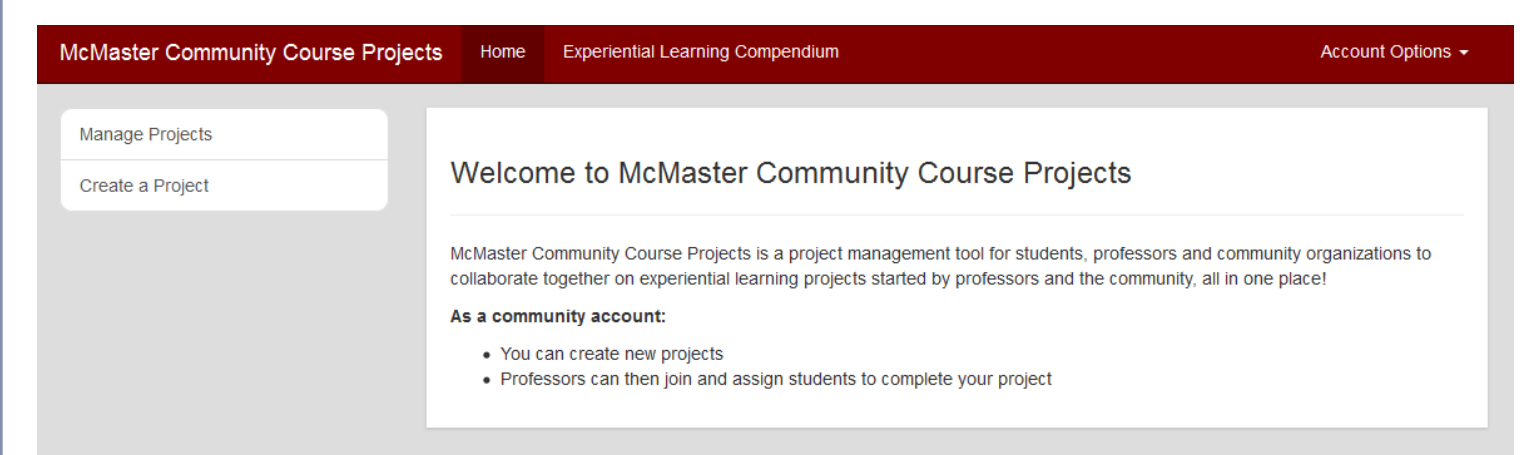 McMaster Community Course Projects Home Experiential Learning Compendium Account Options
Manage Projects
Create a Project
Welcome to McMaster Community Course Projects
McMaster Community Course Projects is a project management tool for students, professors and community organizations to
collaborate together on experiential learning projects started by professors and the community, all in one place!
As a community account:
• You can create new projects
• Professors can then join and assign students to complete your project